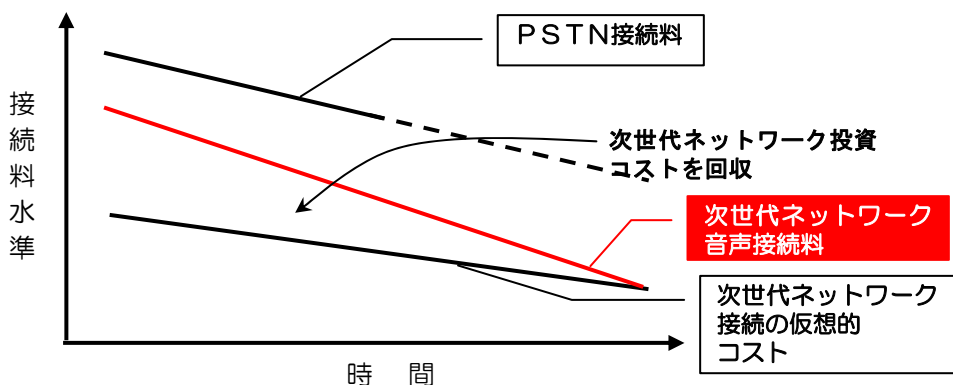 ＰＳＴＮ接続料
接続料水準
次世代ネットワーク投資
コストを回収
次世代ネットワーク
音声接続料
次世代ネットワーク
接続の仮想的
コスト
時　間